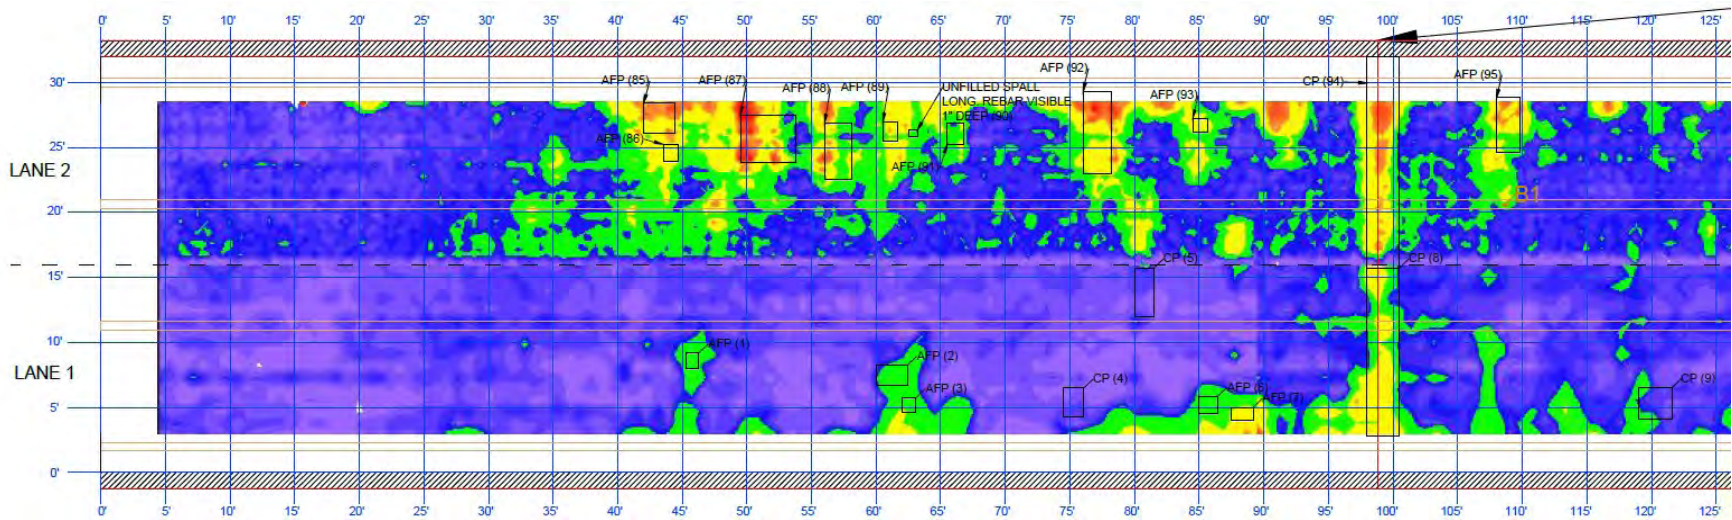 0' 5' 10' 15' 20' 25' 30' 35' 40' 45' 50' 55' 60' 65' 70' 75' 80' 85' 90' 95' 100' 105' 110' 115' 120' 125'
30'
25'
20'
15'
10'
5'
0'
LANE 2
LANE 1
AFP (85)
AFP (86)
AFP (87)
AFP (88)
AFP (89)
UNFILLED SPALL
LONG. REBAR VISIBLE
1" DEEP (90)
AFP (91)
AFP (92)
AFP (93)
CP (94)
AFP (95)
B1
CP (5)
CP (8)
AFP (1)
AFP (2)
AFP (3)
CP (4)
AFP (6)
AFP (7)
CP (9)
0' 5' 10' 15' 20' 25' 30' 35' 40' 45' 50' 55' 60' 65' 70' 75' 80' 85' 90' 95' 100' 105' 110' 115' 120' 125'